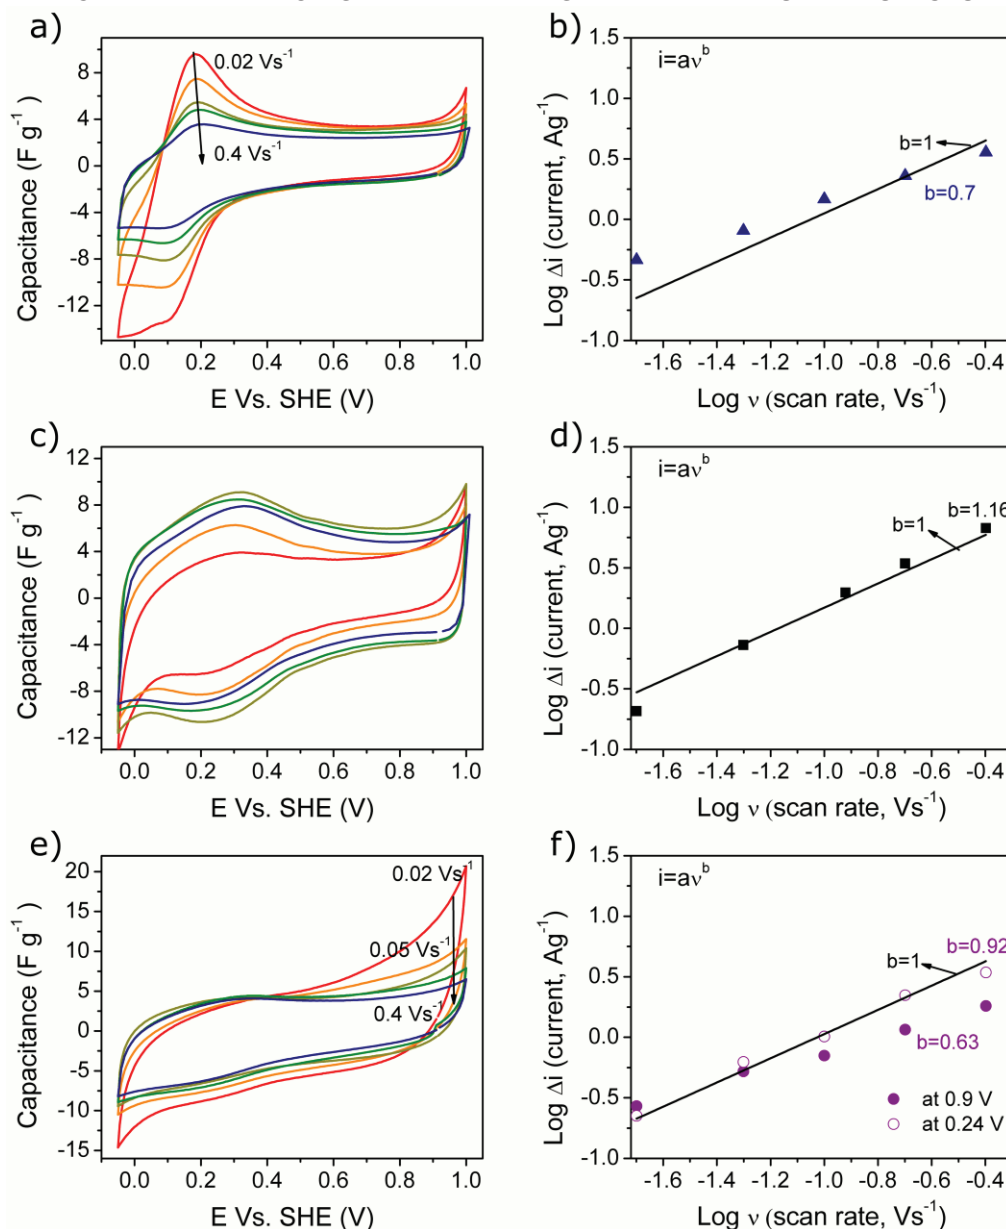 a)
0.02 Vs⁻¹
0.4 Vs⁻¹
Capacitance (F g⁻¹)
8
4
0
-4
-8
-12
0.0 0.2 0.4 0.6 0.8 1.0
E Vs. SHE (V)
b)
i=aν^b
b=1
b=0.7
Log Δi (current, Ag⁻¹)
1.5
1.0
0.5
0.0
-0.5
-1.0
-1.6 -1.4 -1.2 -1.0 -0.8 -0.6 -0.4
Log ν (scan rate, Vs⁻¹)
c)
Capacitance (F g⁻¹)
12
8
4
0
-4
-8
-12
0.0 0.2 0.4 0.6 0.8 1.0
E Vs. SHE (V)
d)
i=aν^b
b=1
b=1.16
Log Δi (current, Ag⁻¹)
1.5
1.0
0.5
0.0
-0.5
-1.0
-1.6 -1.4 -1.2 -1.0 -0.8 -0.6 -0.4
Log ν (scan rate, Vs⁻¹)
e)
0.02 Vs⁻¹
0.05 Vs⁻¹
0.4 Vs⁻¹
Capacitance (F g⁻¹)
20
15
10
5
0
-5
-10
-15
0.0 0.2 0.4 0.6 0.8 1.0
E Vs. SHE (V)
f)
i=aν^b
b=0.92
b=1
b=0.63
at 0.9 V
at 0.24 V
Log Δi (current, Ag⁻¹)
1.5
1.0
0.5
0.0
-0.5
-1.0
-1.6 -1.4 -1.2 -1.0 -0.8 -0.6 -0.4
Log ν (scan rate, Vs⁻¹)